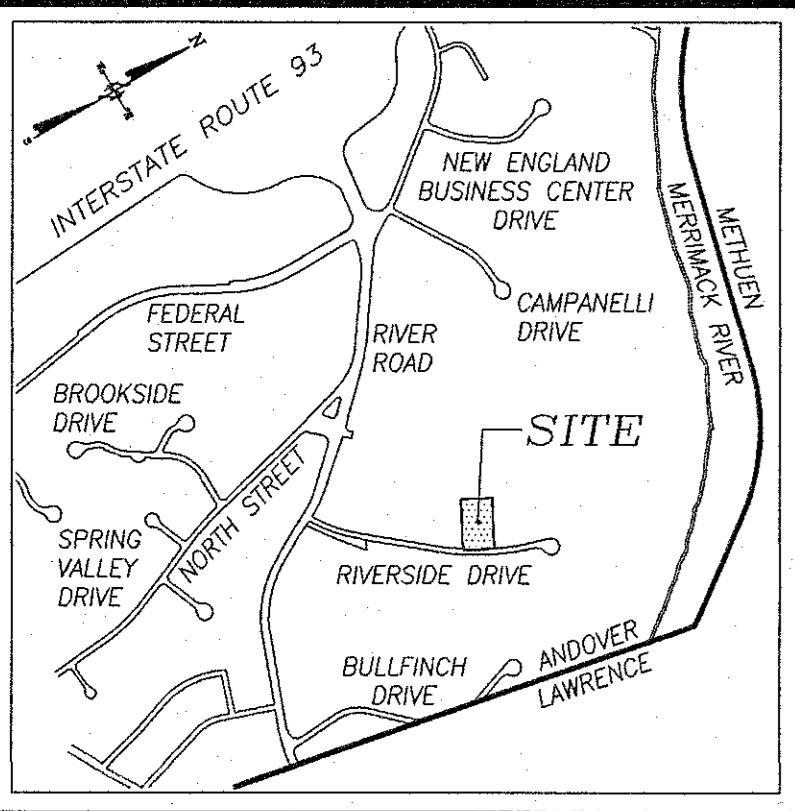 N
INTERSTATE ROUTE 93
NEW ENGLAND
BUSINESS CENTER
DRIVE
METHUEN
MERRIMACK RIVER
CAMPANELLI
DRIVE
FEDERAL
STREET
RIVER
ROAD
BROOKSIDE
DRIVE
SITE
NORTH STREET
SPRING
VALLEY
DRIVE
RIVERSIDE DRIVE
BULLFINCH
DRIVE
ANDOVER
LAWRENCE